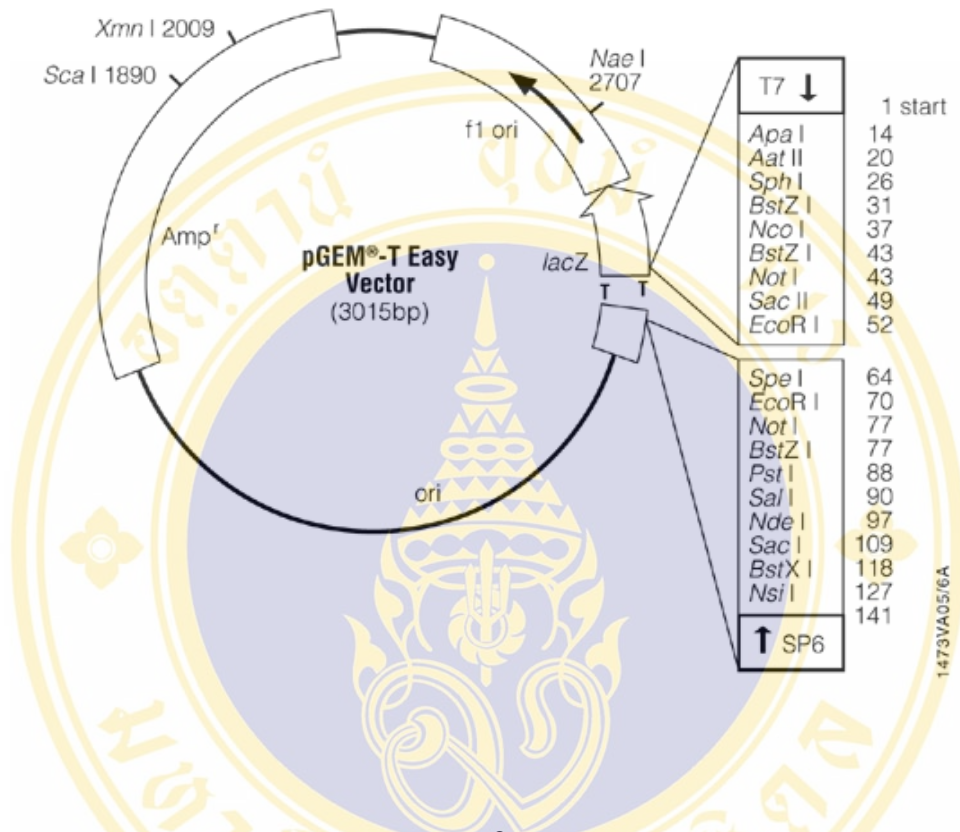 Xmn I 2009
Sca I 1890
Nae I
2707
f1 ori
Ampʳ
pGEM®-T Easy
Vector
(3015bp)
lacZ
T T
ori
T7 ↓
1 start
Apa I 14
Aat II 20
Sph I 26
BstZ I 31
Nco I 37
BstZ I 43
Not I 43
Sac II 49
EcoR I 52
Spe I 64
EcoR I 70
Not I 77
BstZ I 77
Pst I 88
Sal I 90
Nde I 97
Sac I 109
BstX I 118
Nsi I 127
141
↑ SP6
1473VA05/6A